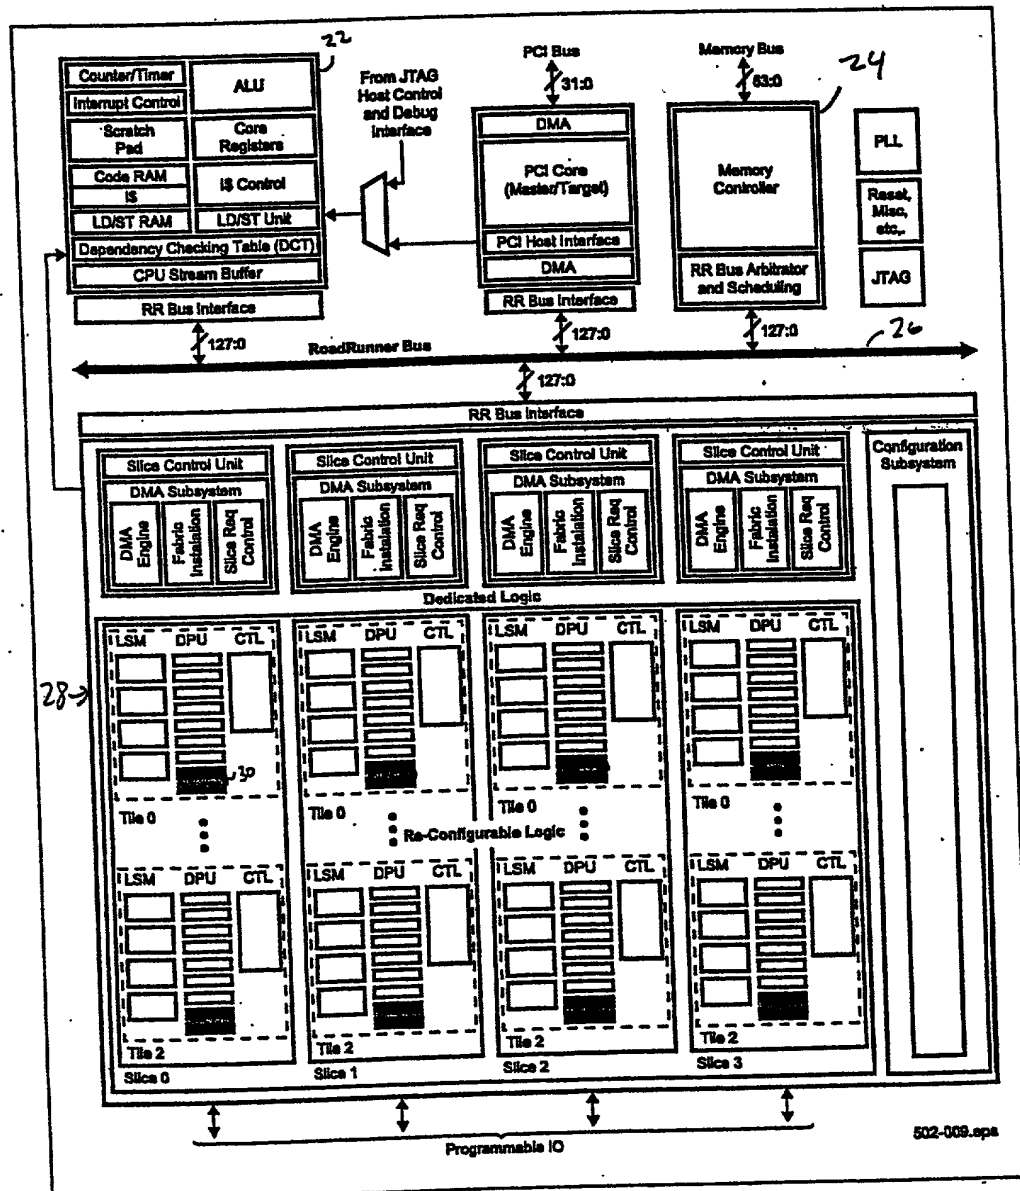 22
Counter/Timer
Interrupt Control
ALU
Scratch
Pad
Core
Registers
Code RAM
I$
I$ Control
LD/ST RAM
LD/ST Unit
Dependency Checking Table (DCT)
CPU Stream Buffer
RR Bus Interface
127:0
From JTAG
Host Control
and Debug
Interface
PCI Bus
31:0
DMA
PCI Core
(Master/Target)
PCI Host Interface
DMA
RR Bus Interface
127:0
Memory Bus
63:0
24
Memory
Controller
RR Bus Arbitrator
and Scheduling
127:0
PLL
Reset,
Misc,
etc,.
JTAG
RoadRunner Bus
26
127:0
RR Bus Interface
Slice Control Unit
DMA Subsystem
DMA
Engine
Fabric
Instalation
Slice Req
Control
Slice Control Unit
DMA Subsystem
DMA
Engine
Fabric
Instalation
Slice Req
Control
Slice Control Unit
DMA Subsystem
DMA
Engine
Fabric
Instalation
Slice Req
Control
Slice Control Unit
DMA Subsystem
DMA
Engine
Fabric
Instalation
Slice Req
Control
Configuration
Subsystem
Dedicated Logic
28
LSM DPU CTL
LSM DPU CTL
LSM DPU CTL
LSM DPU CTL
30
Tile 0
Tile 0
Tile 0
Tile 0
Re-Configurable Logic
LSM DPU CTL
LSM DPU CTL
LSM DPU CTL
LSM DPU CTL
Tile 2
Tile 2
Tile 2
Tile 2
Slice 0
Slice 1
Slice 2
Slice 3
Programmable IO
502-009.eps